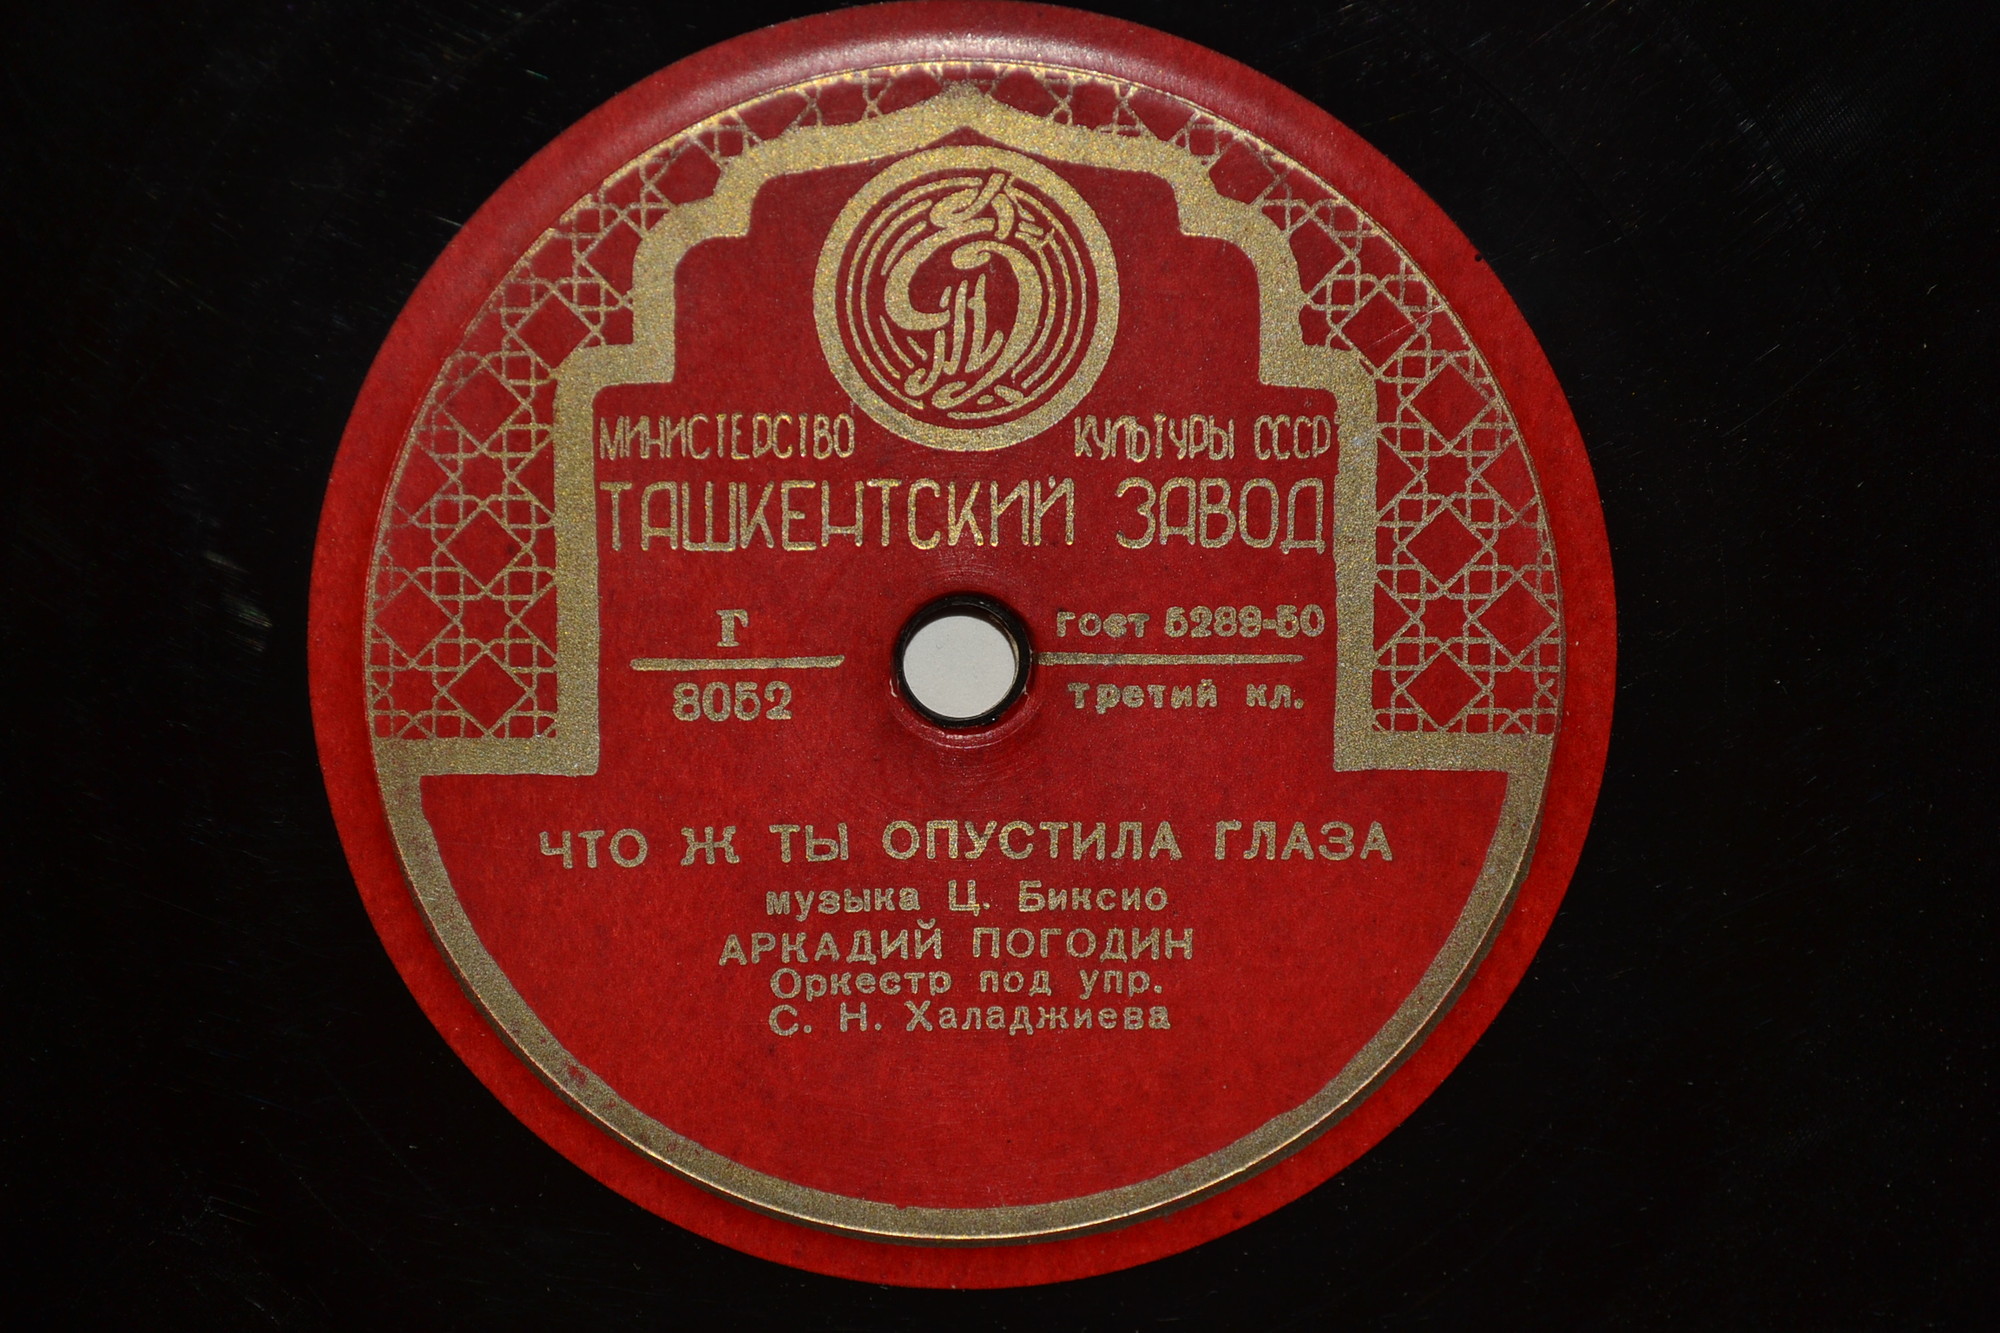 МИНИСТЕРСТВО КУЛЬТУРЫ СССР
ТАШКЕНТСКИЙ ЗАВОД
Г ГОСТ 5289-50
8052 третий кл.
ЧТО Ж ТЫ ОПУСТИЛА ГЛАЗА
музыка Ц. Биксио
АРКАДИЙ ПОГОДИН
Оркестр под упр.
С. Н. Халаджиева